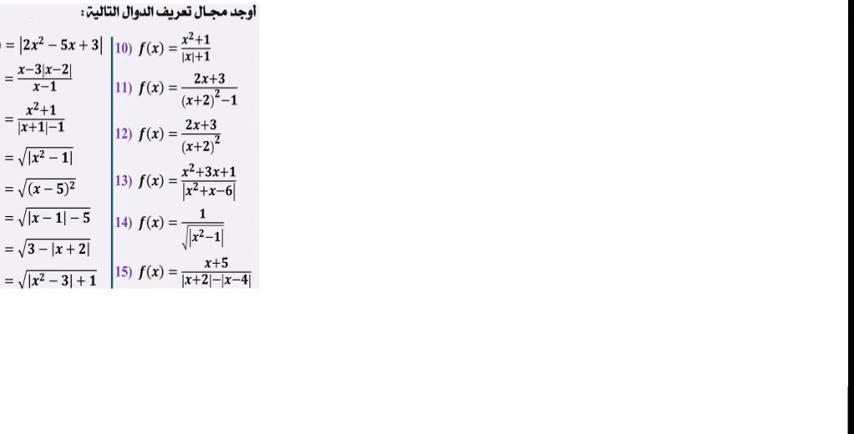 أوجد مجال تعريف الدوال التالية :
= |2x² − 5x + 3|
= (x−3|x−2|)/(x−1)
= (x²+1)/(|x+1|−1)
= √|x² − 1|
= √(x − 5)²
= √(|x − 1| − 5)
= √(3 − |x + 2|)
= √(|x² − 3| + 1)
10) f(x) = (x²+1)/(|x|+1)
11) f(x) = (2x+3)/((x+2)²−1)
12) f(x) = (2x+3)/(x+2)²
13) f(x) = (x²+3x+1)/|x²+x−6|
14) f(x) = 1/√|x²−1|
15) f(x) = (x+5)/(|x+2|−|x−4|)